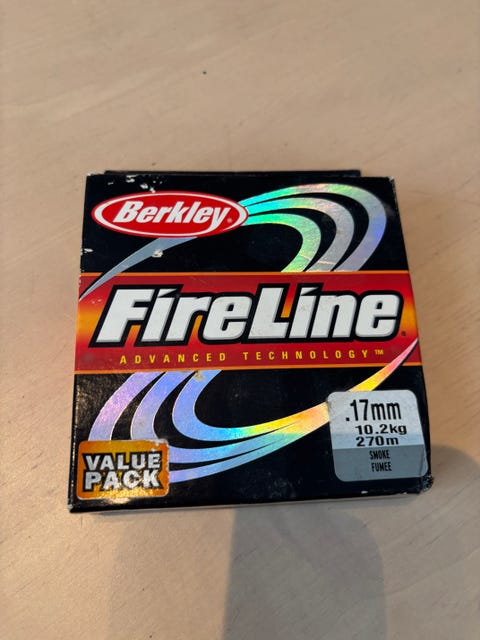 Berkley®
FireLine®
ADVANCED TECHNOLOGY™
.17mm
10.2kg
270m
SMOKE
FUMEE
VALUE
PACK